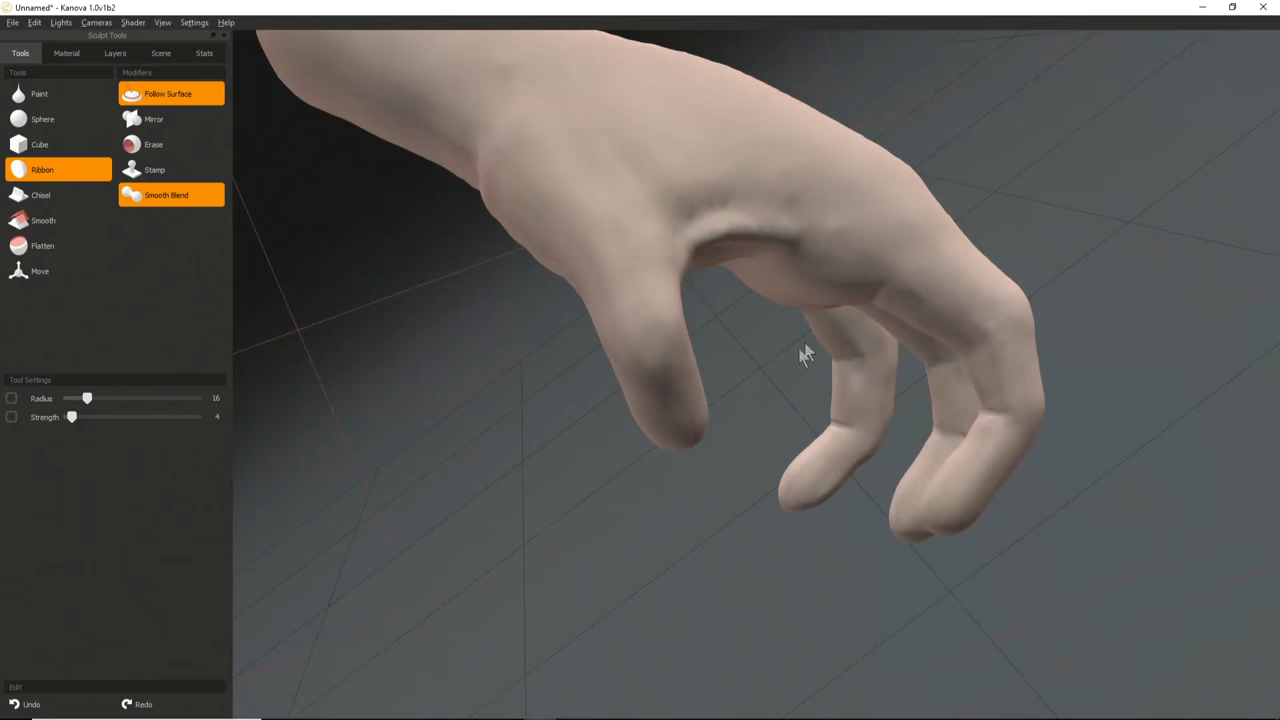 Unnamed* - Kanova 1.0v1b2
File Edit Lights Cameras Shader View Settings Help
Sculpt Tools
Tools Material Layers Scene Stats
Tools Modifiers
Paint Follow Surface
Sphere Mirror
Cube Erase
Ribbon Stamp
Chisel Smooth Blend
Smooth
Flatten
Move
Tool Settings
Radius 16
Strength 4
Edit
Undo Redo